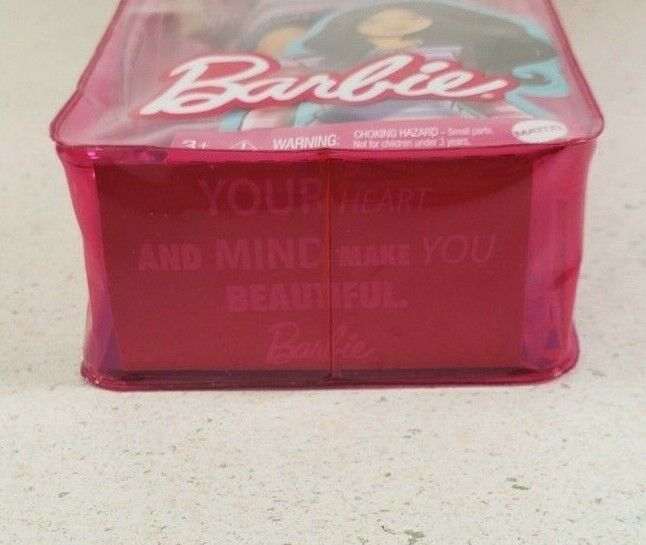 Barbie
3+ WARNING: CHOKING HAZARD – Small parts.
Not for children under 3 years.
MATTEL
YOUR HEART
AND MIND MAKE YOU
BEAUTIFUL.
Barbie